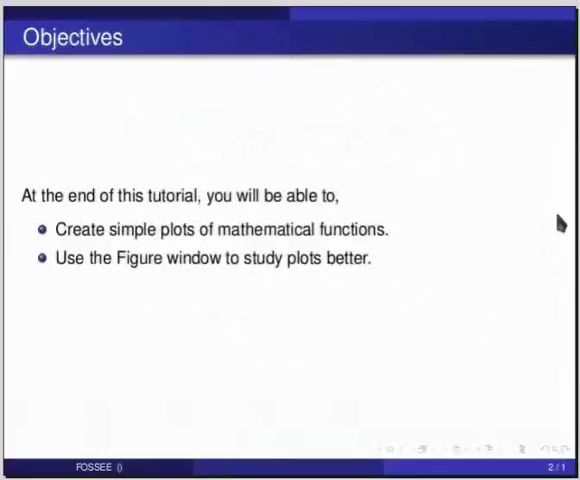 Objectives
At the end of this tutorial, you will be able to,
Create simple plots of mathematical functions.
Use the Figure window to study plots better.
FOSSEE ()
2 / 1